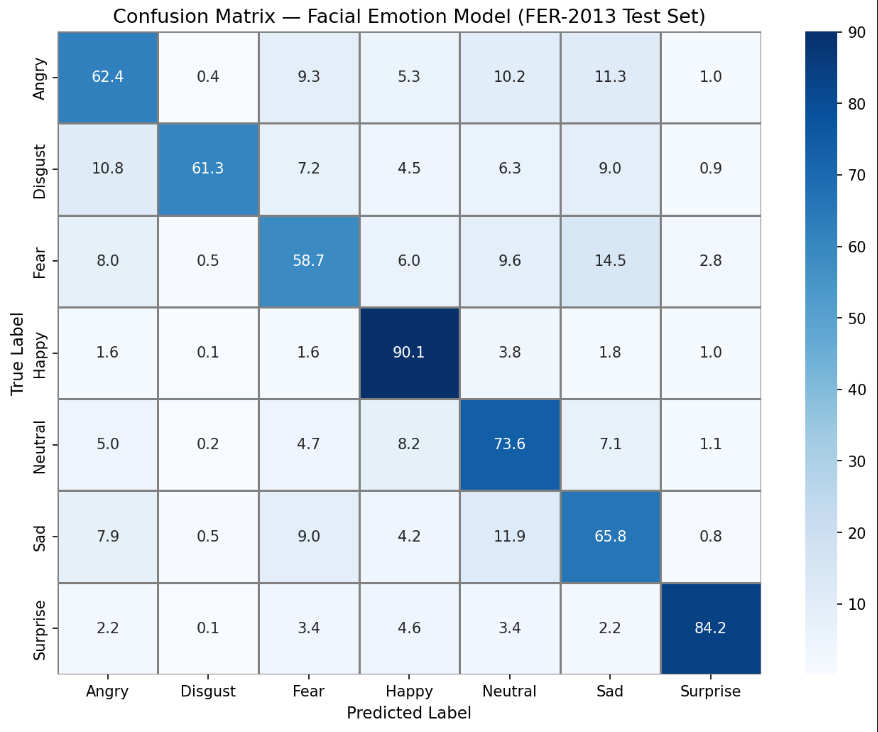 Confusion Matrix — Facial Emotion Model (FER-2013 Test Set)
True Label
Angry 62.4 0.4 9.3 5.3 10.2 11.3 1.0
Disgust 10.8 61.3 7.2 4.5 6.3 9.0 0.9
Fear 8.0 0.5 58.7 6.0 9.6 14.5 2.8
Happy 1.6 0.1 1.6 90.1 3.8 1.8 1.0
Neutral 5.0 0.2 4.7 8.2 73.6 7.1 1.1
Sad 7.9 0.5 9.0 4.2 11.9 65.8 0.8
Surprise 2.2 0.1 3.4 4.6 3.4 2.2 84.2
Angry Disgust Fear Happy Neutral Sad Surprise
Predicted Label
90
80
70
60
50
40
30
20
10